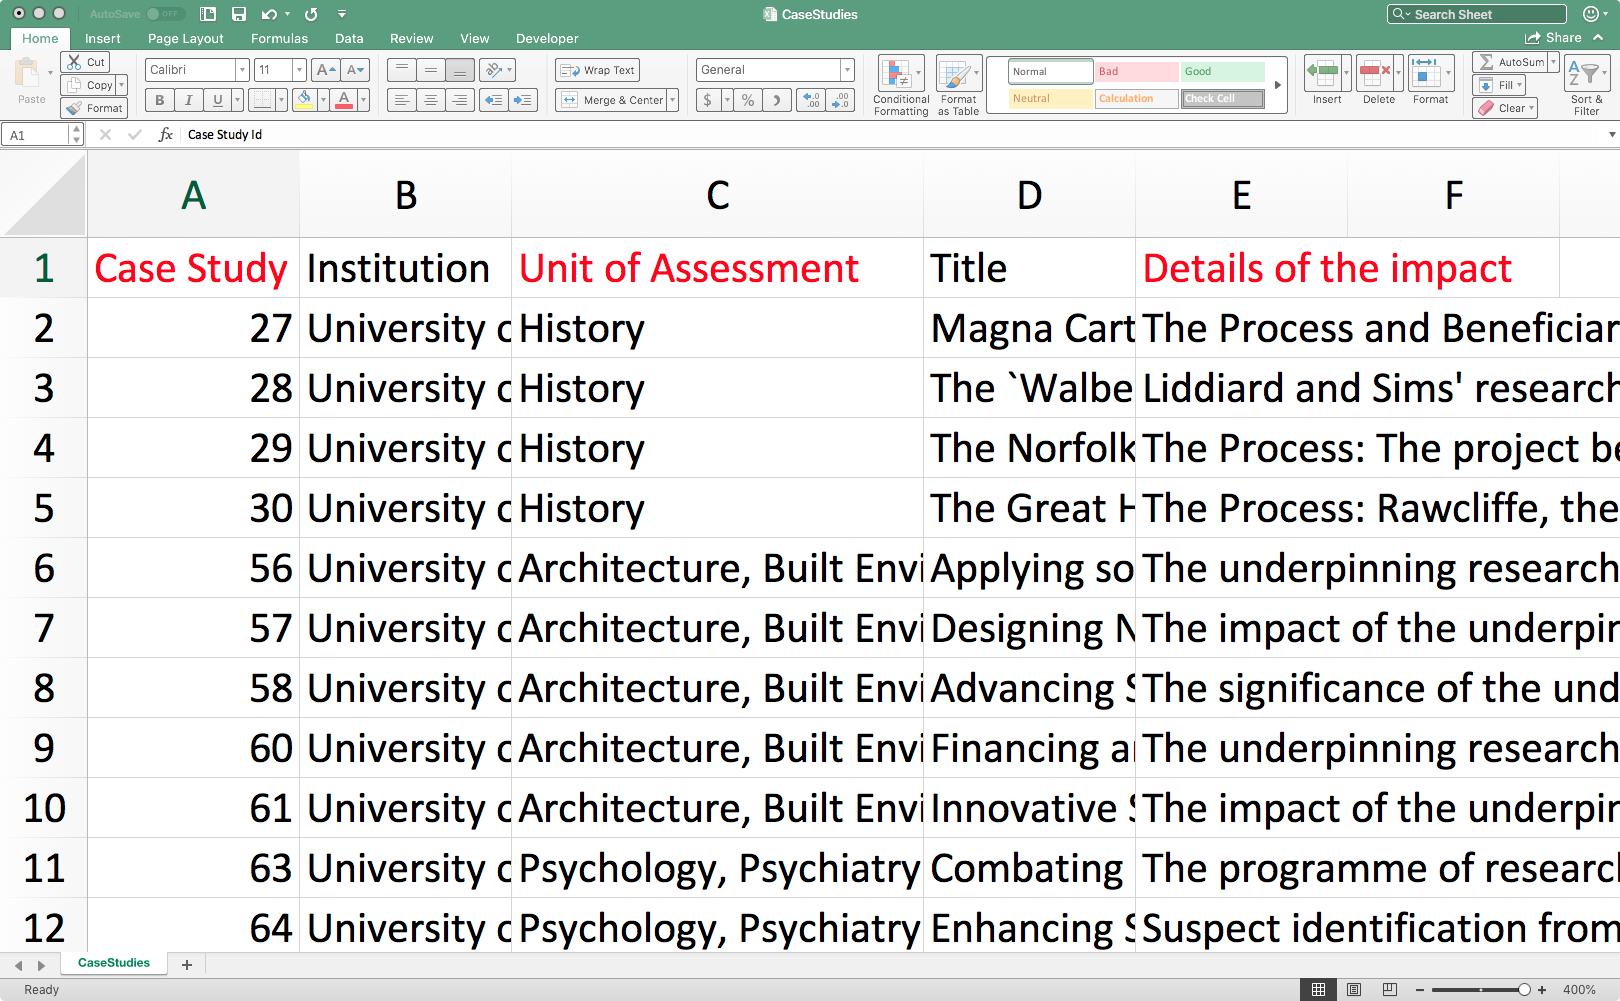 AutoSave OFF CaseStudies Search Sheet
Home Insert Page Layout Formulas Data Review View Developer Share
Paste Cut Copy Format
Calibri 11 A A Wrap Text General Normal Bad Good AutoSum
B I U A Merge & Center $ % Neutral Calculation Check Cell Fill Clear
Conditional Formatting Format as Table Insert Delete Format Sort & Filter
A1 fx Case Study Id
A B C D E F
1 Case Study Institution Unit of Assessment Title Details of the impact
2 27 University c History Magna Cart The Process and Beneficiar
3 28 University c History The `Walbe Liddiard and Sims' research
4 29 University c History The Norfolk The Process: The project be
5 30 University c History The Great H The Process: Rawcliffe, the
6 56 University c Architecture, Built Envi Applying so The underpinning research
7 57 University c Architecture, Built Envi Designing N The impact of the underpin
8 58 University c Architecture, Built Envi Advancing S The significance of the und
9 60 University c Architecture, Built Envi Financing a The underpinning research
10 61 University c Architecture, Built Envi Innovative S The impact of the underpin
11 63 University c Psychology, Psychiatry Combating The programme of research
12 64 University c Psychology, Psychiatry Enhancing S Suspect identification from
CaseStudies +
Ready 400%